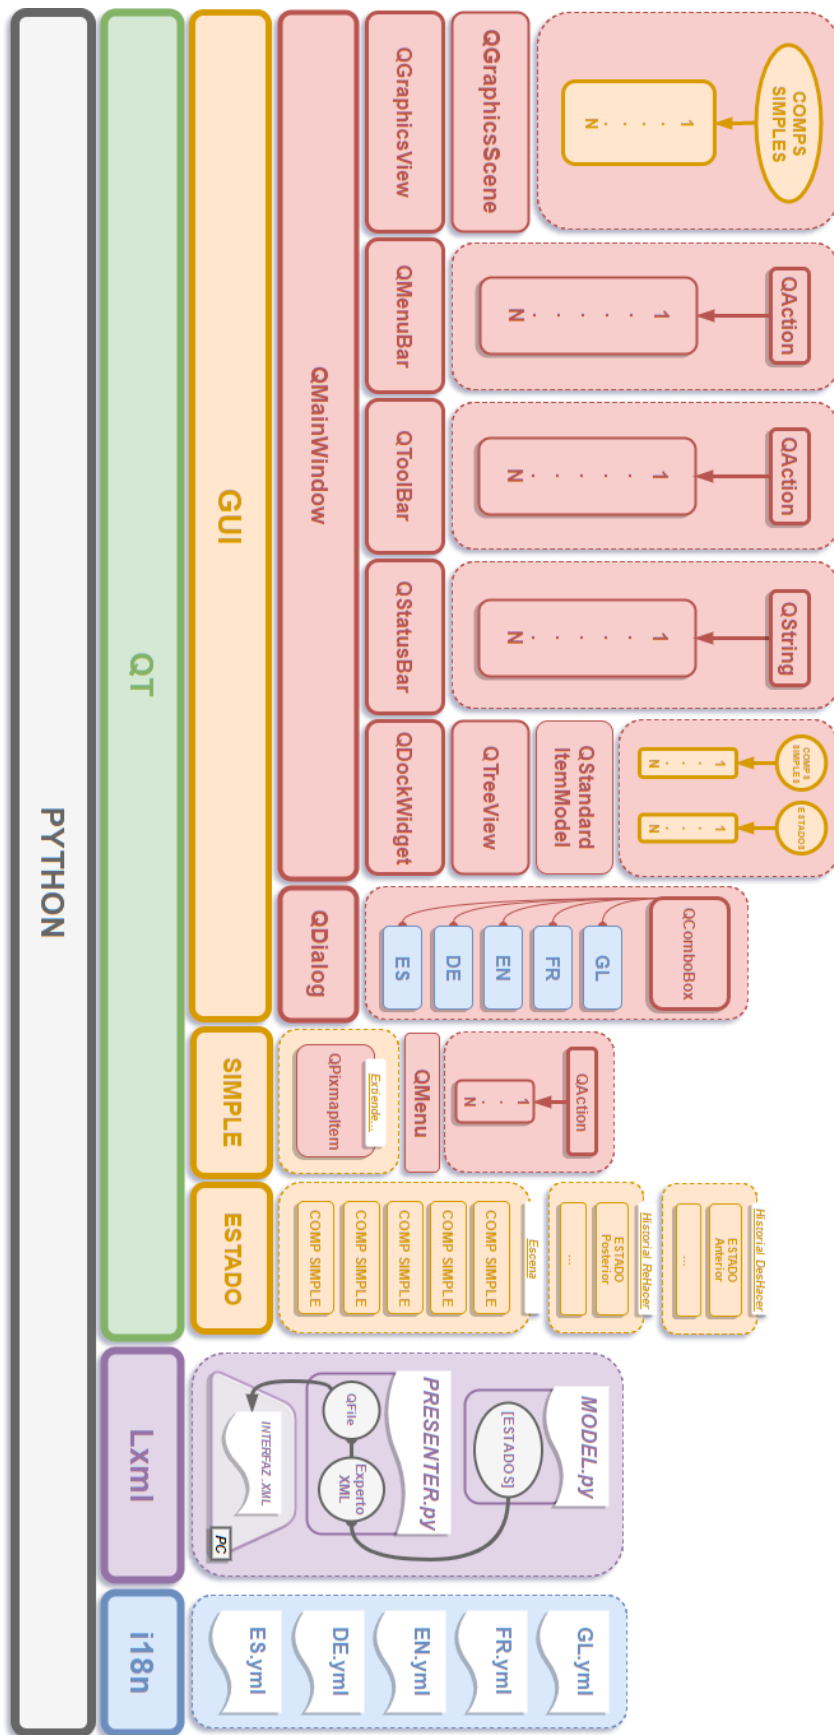 COMPS
SIMPLES
1 . . . . N
QGraphicsScene
QGraphicsView
QAction
1 . . . . . N
QMenuBar
QAction
1 . . . . . N
QToolBar
QString
1 . . . . . N
QStatusBar
COMPS
SIMPLES
1 . . . N
ESTADOS
1 . . . N
QStandard
ItemModel
QTreeView
QDockWidget
QMainWindow
QComboBox
GL
FR
EN
DE
ES
QDialog
GUI
QAction
1 . . N
QMenu
Extiende...
QPixmapItem
SIMPLE
Historial DesHacer
ESTADO
Anterior
...
Historial ReHacer
ESTADO
Posterior
...
Escena
COMP SIMPLE
COMP SIMPLE
COMP SIMPLE
COMP SIMPLE
COMP SIMPLE
ESTADO
QT
MODEL.py
[ESTADOS]
PRESENTER.py
QFile
Experto
XML
INTERFAZ .XML
PC
Lxml
GL.yml
FR.yml
EN.yml
DE.yml
ES.yml
i18n
PYTHON